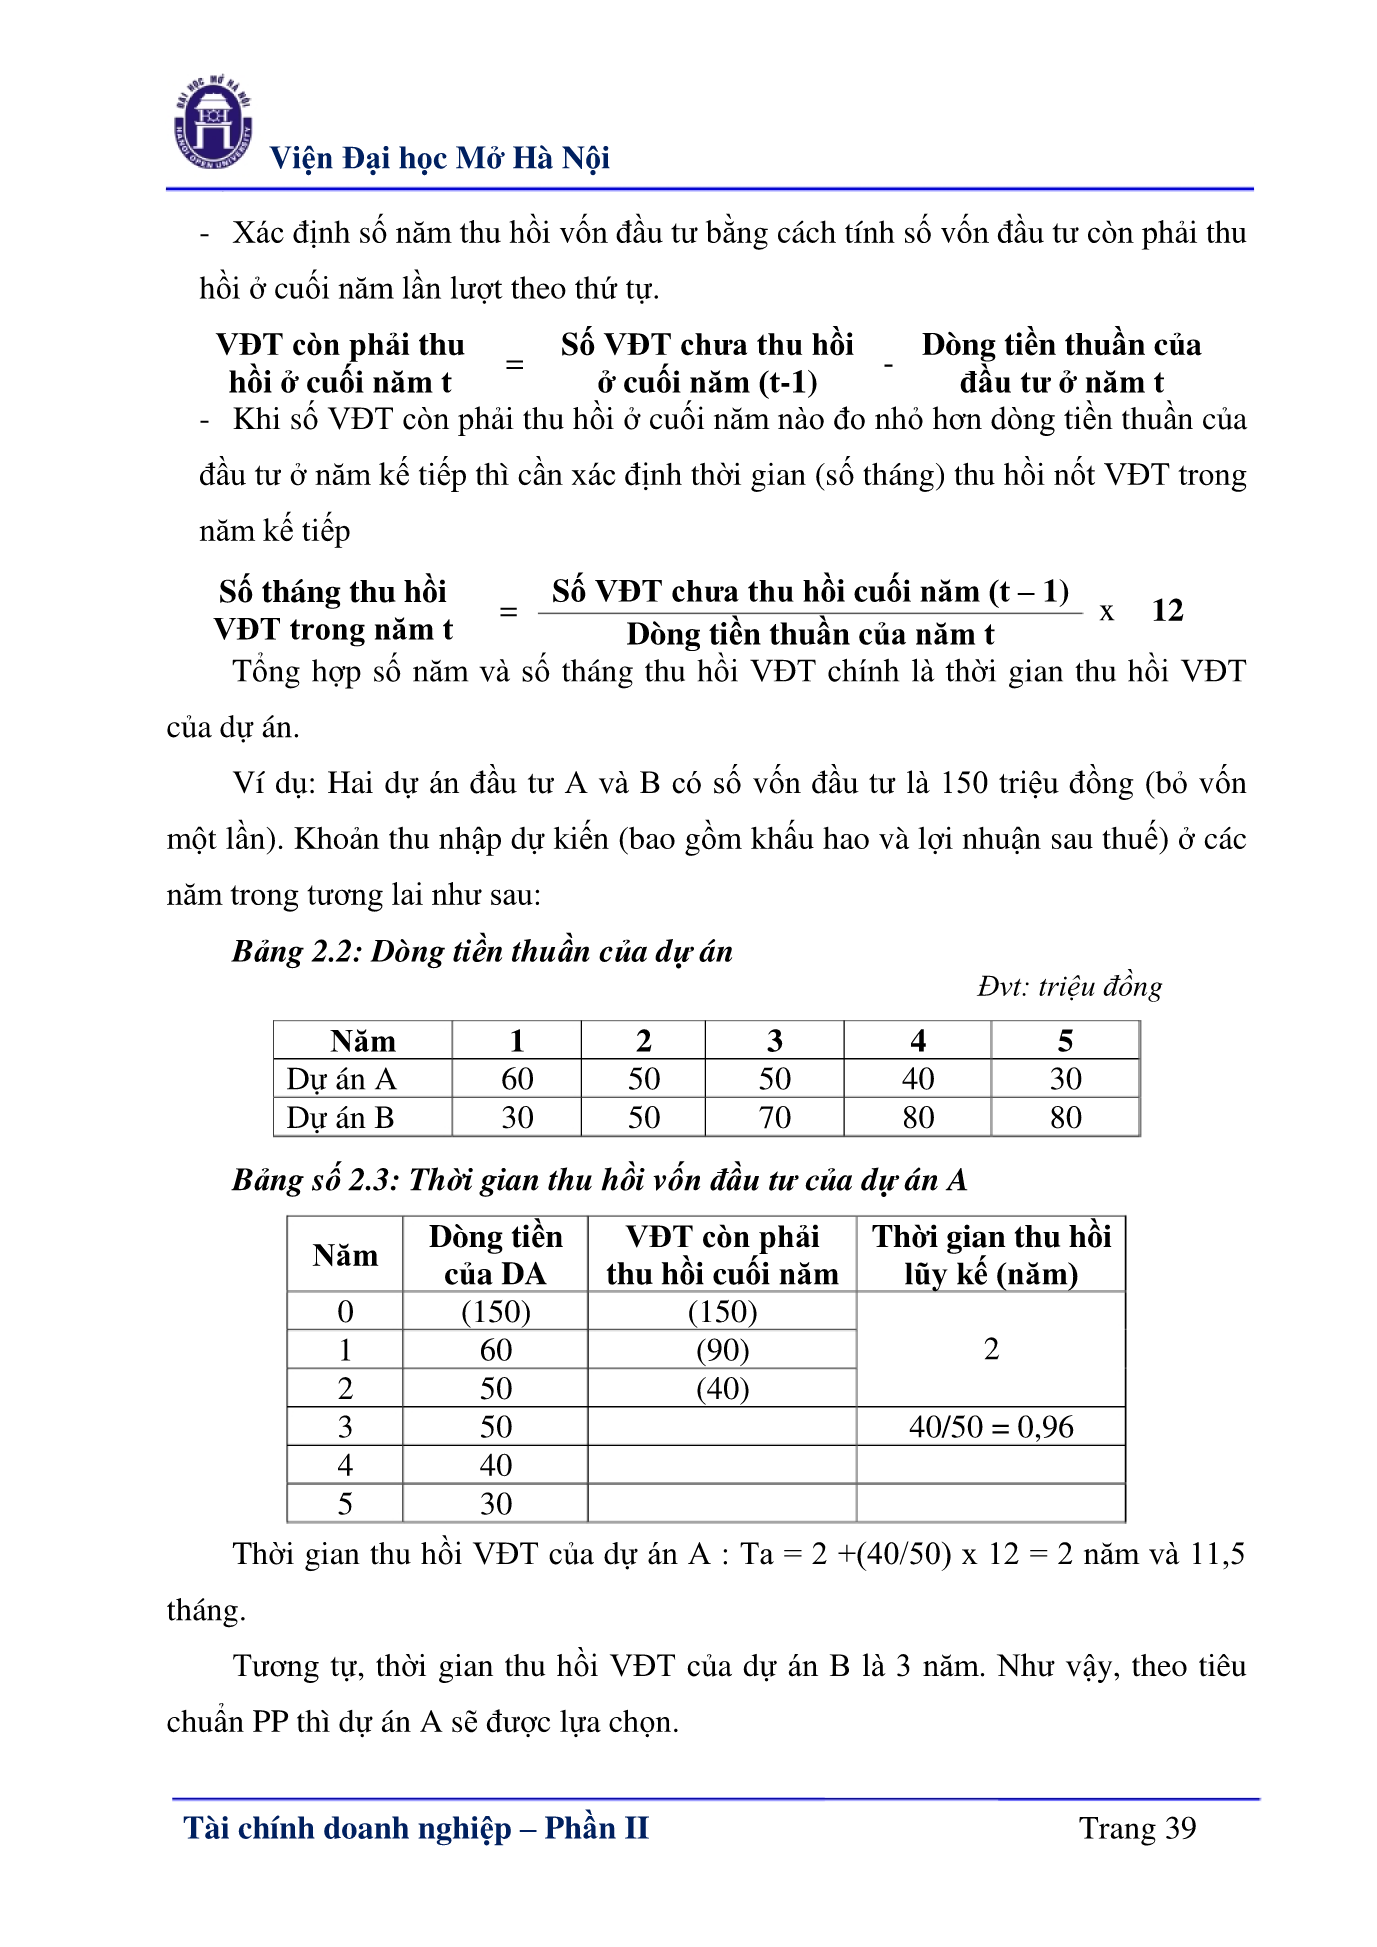 ĐẠI HỌC MỞ HÀ NỘI
HANOI OPEN UNIVERSITY
Viện Đại học Mở Hà Nội
- Xác định số năm thu hồi vốn đầu tư bằng cách tính số vốn đầu tư còn phải thu
hồi ở cuối năm lần lượt theo thứ tự.
VĐT còn phải thu hồi ở cuối năm t = Số VĐT chưa thu hồi ở cuối năm (t-1) - Dòng tiền thuần của đầu tư ở năm t
- Khi số VĐT còn phải thu hồi ở cuối năm nào đo nhỏ hơn dòng tiền thuần của
đầu tư ở năm kế tiếp thì cần xác định thời gian (số tháng) thu hồi nốt VĐT trong
năm kế tiếp
Số tháng thu hồi VĐT trong năm t = Số VĐT chưa thu hồi cuối năm (t – 1) / Dòng tiền thuần của năm t x 12
Tổng hợp số năm và số tháng thu hồi VĐT chính là thời gian thu hồi VĐT
của dự án.
Ví dụ: Hai dự án đầu tư A và B có số vốn đầu tư là 150 triệu đồng (bỏ vốn
một lần). Khoản thu nhập dự kiến (bao gồm khấu hao và lợi nhuận sau thuế) ở các
năm trong tương lai như sau:
Bảng 2.2: Dòng tiền thuần của dự án
Đvt: triệu đồng
Năm 1 2 3 4 5
Dự án A 60 50 50 40 30
Dự án B 30 50 70 80 80
Bảng số 2.3: Thời gian thu hồi vốn đầu tư của dự án A
Năm Dòng tiền của DA VĐT còn phải thu hồi cuối năm Thời gian thu hồi lũy kế (năm)
0 (150) (150)
1 60 (90) 2
2 50 (40)
3 50 40/50 = 0,96
4 40
5 30
Thời gian thu hồi VĐT của dự án A : Ta = 2 +(40/50) x 12 = 2 năm và 11,5
tháng.
Tương tự, thời gian thu hồi VĐT của dự án B là 3 năm. Như vậy, theo tiêu
chuẩn PP thì dự án A sẽ được lựa chọn.
Tài chính doanh nghiệp – Phần II Trang 39